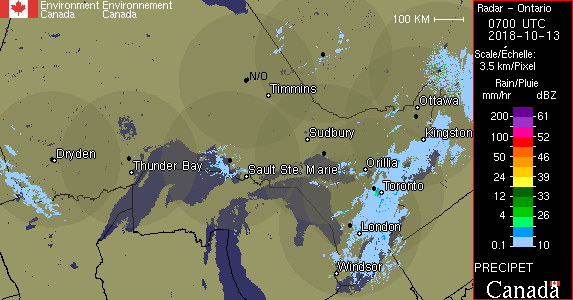 Environment Environnement
Canada Canada
100 KM
N/O
Timmins
Ottawa
Sudbury
Kingston
Dryden
Thunder Bay
Sault Ste. Marie
Orillia
Toronto
London
Windsor
Radar - Ontario
0700 UTC
2018-10-13
Scale/Échelle:
3.5 km/Pixel
Rain/Pluie
mm/hr dBZ
200 61
100 52
50 46
24 39
12 33
4 26
0.1 10
PRECIPET
Canada